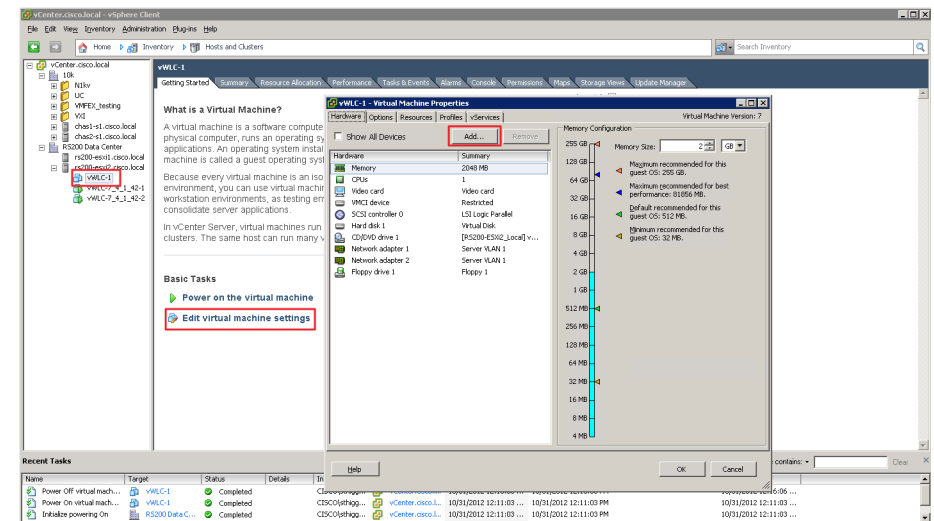 vCenter.cisco.local - vSphere Client
File Edit View Inventory Administration Plug-ins Help
Home Inventory Hosts and Clusters
Search Inventory
vCenter.cisco.local
10k
N1kv
UC
VMFEX_testing
VXI
chas1-s1.cisco.local
chas2-s1.cisco.local
RS200 Data Center
rs200-esxi1.cisco.local
rs200-esxi2.cisco.local
vWLC-1
vWLC-7_4_1_42-1
vWLC-7_4_1_42-2
vWLC-1
Getting Started Summary Resource Allocation Performance Tasks & Events Alarms Console Permissions Maps Storage Views Update Manager
What is a Virtual Machine?
A virtual machine is a software compute
physical computer, runs an operating sy
applications. An operating system instal
machine is called a guest operating syst
Because every virtual machine is an iso
environment, you can use virtual machin
workstation environments, as testing en
consolidate server applications.
In vCenter Server, virtual machines run
clusters. The same host can run many v
Basic Tasks
Power on the virtual machine
Edit virtual machine settings
vWLC-1 - Virtual Machine Properties
Hardware Options Resources Profiles vServices
Virtual Machine Version: 7
Show All Devices
Add... Remove
Hardware Summary
Memory 2048 MB
CPUs 1
Video card Video card
VMCI device Restricted
SCSI controller 0 LSI Logic Parallel
Hard disk 1 Virtual Disk
CD/DVD drive 1 [RS200-ESXi2_Local] v...
Network adapter 1 Server VLAN 1
Network adapter 2 Server VLAN 1
Floppy drive 1 Floppy 1
Memory Configuration
255 GB
128 GB
64 GB
32 GB
16 GB
8 GB
4 GB
2 GB
1 GB
512 MB
256 MB
128 MB
64 MB
32 MB
16 MB
8 MB
4 MB
Memory Size: 2 GB
Maximum recommended for this
guest OS: 255 GB.
Maximum recommended for best
performance: 81856 MB.
Default recommended for this
guest OS: 512 MB.
Minimum recommended for this
guest OS: 32 MB.
Help OK Cancel
Recent Tasks
contains: Clear
Name Target Status Details In
Power Off virtual mach... vWLC-1 Completed
Power On virtual mach... vWLC-1 Completed CISCO\sthigg... vCenter.cisco.l... 10/31/2012 12:11:03 ... 10/31/2012 12:11:03 PM 10/31/2012 12:11:03 ...
Initialize powering On RS200 Data C... Completed CISCO\sthigg... vCenter.cisco.l... 10/31/2012 12:11:03 ... 10/31/2012 12:11:03 PM 10/31/2012 12:11:03 ...